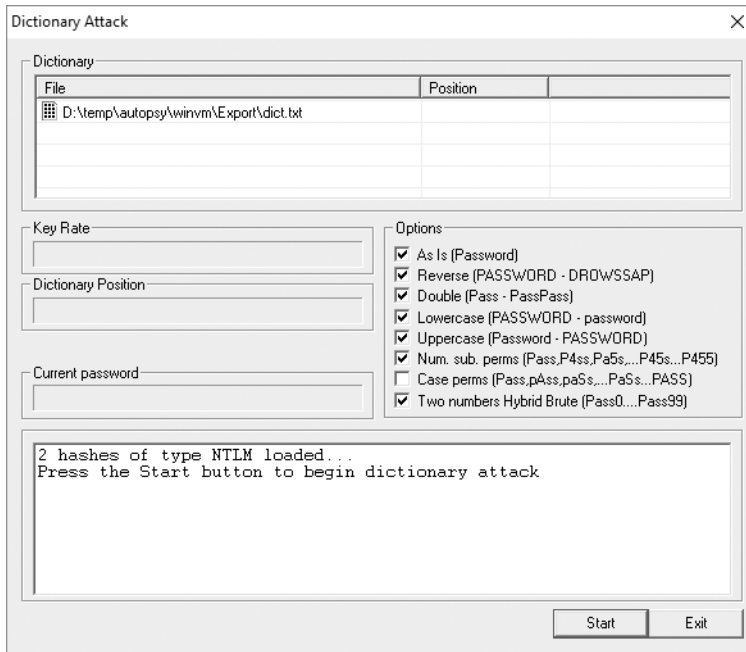 Dictionary Attack
Dictionary
File Position
D:\temp\autopsy\winvm\Export\dict.txt
Key Rate
Dictionary Position
Current password
Options
As Is (Password)
Reverse (PASSWORD - DROWSSAP)
Double (Pass - PassPass)
Lowercase (PASSWORD - password)
Uppercase (Password - PASSWORD)
Num. sub. perms (Pass,P4ss,Pa5s,...P45s...P455)
Case perms (Pass,pAss,paSs,...PaSs...PASS)
Two numbers Hybrid Brute (Pass0....Pass99)
2 hashes of type NTLM loaded...
Press the Start button to begin dictionary attack
Start Exit